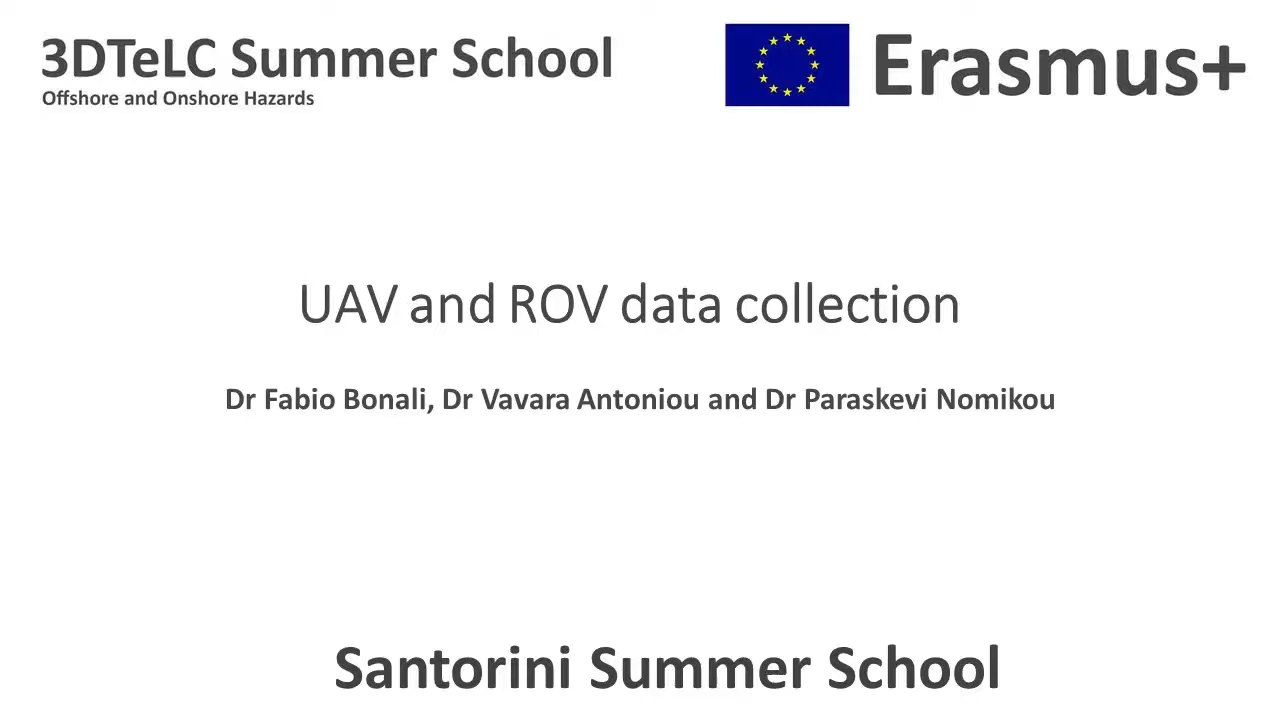 3DTeLC Summer School
Offshore and Onshore Hazards
Erasmus+
UAV and ROV data collection
Dr Fabio Bonali, Dr Vavara Antoniou and Dr Paraskevi Nomikou
Santorini Summer School